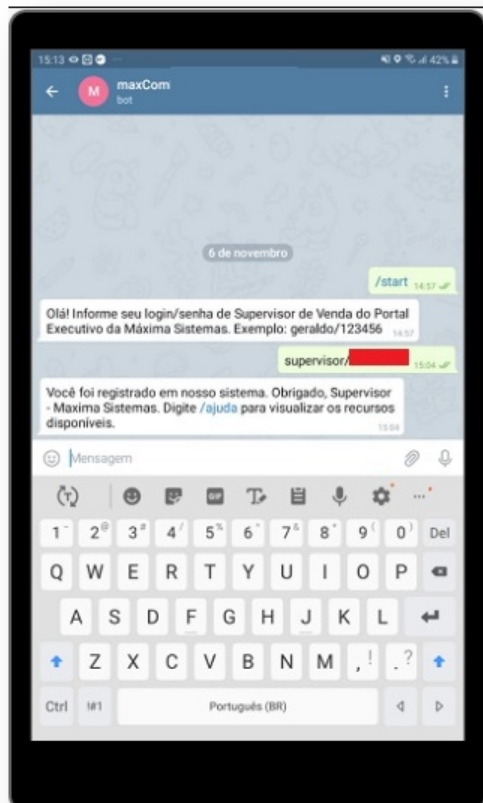 15:13
42%
M
maxCom
bot
6 de novembro
/start 14:57
Olá! Informe seu login/senha de Supervisor de Venda do Portal
Executivo da Máxima Sistemas. Exemplo: geraldo/123456 14:57
supervisor/
15:04
Você foi registrado em nosso sistema. Obrigado, Supervisor
- Maxima Sistemas. Digite /ajuda para visualizar os recursos
disponíveis.
15:04
Mensagem
T GIF T
1 - 2 @ 3 # 4 / 5 % 6 ^ 7 & 8 * 9 ( 0 ) Del
Q W E R T Y U I O P
A S D F G H J K L
Z X C V B N M , ! . ?
Ctrl !#1 Português (BR)